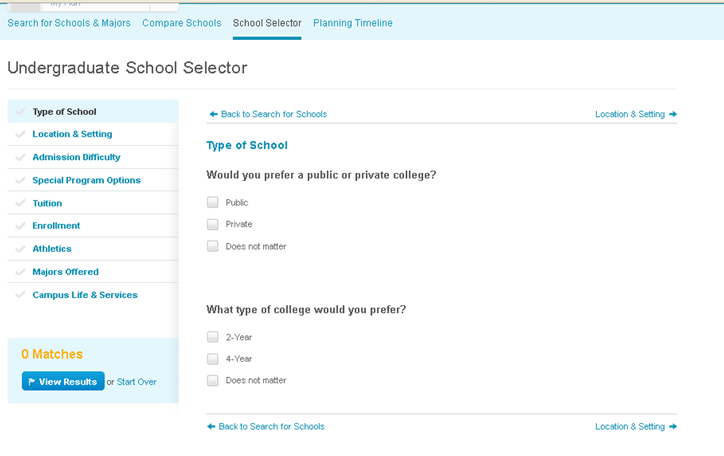 My Plan
Search for Schools & Majors Compare Schools School Selector Planning Timeline
Undergraduate School Selector
Type of School
Location & Setting
Admission Difficulty
Special Program Options
Tuition
Enrollment
Athletics
Majors Offered
Campus Life & Services
0 Matches
View Results or Start Over
Back to Search for Schools Location & Setting
Type of School
Would you prefer a public or private college?
Public
Private
Does not matter
What type of college would you prefer?
2-Year
4-Year
Does not matter
Back to Search for Schools Location & Setting